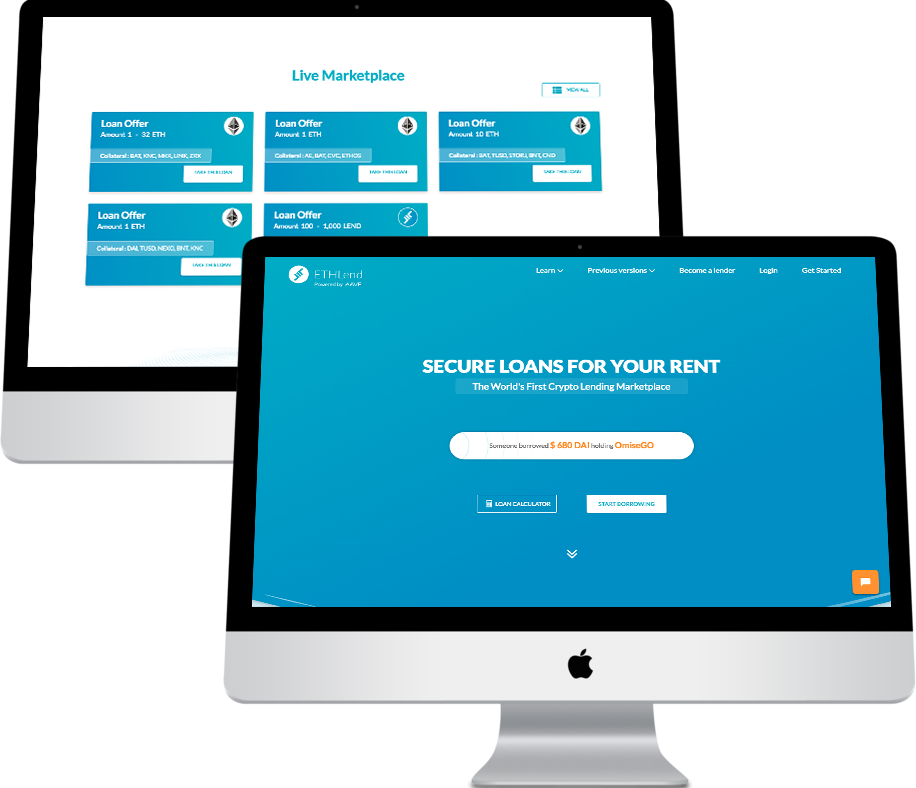 Live Marketplace
VIEW ALL
Loan Offer
Amount 1 - 32 ETH
Collateral : BAT, KNC, MKR, LINK, ZRX
TAKE THIS LOAN
Loan Offer
Amount 1 ETH
Collateral : AE, BAT, CVC, ETHOS
TAKE THIS LOAN
Loan Offer
Amount 10 ETH
Collateral : BAT, TUSD, STORJ, BNT, CND
TAKE THIS LOAN
Loan Offer
Amount 1 ETH
Collateral : DAI, TUSD, NEXO, BNT, KNC
TAKE THIS LOAN
Loan Offer
Amount 100 - 1,000 LEND
ETHLend
Powered by AAVE
Learn
Previous versions
Become a lender
Login
Get Started
SECURE LOANS FOR YOUR RENT
The World's First Crypto Lending Marketplace
Someone borrowed $ 680 DAI holding OmiseGO
LOAN CALCULATOR
START BORROWING